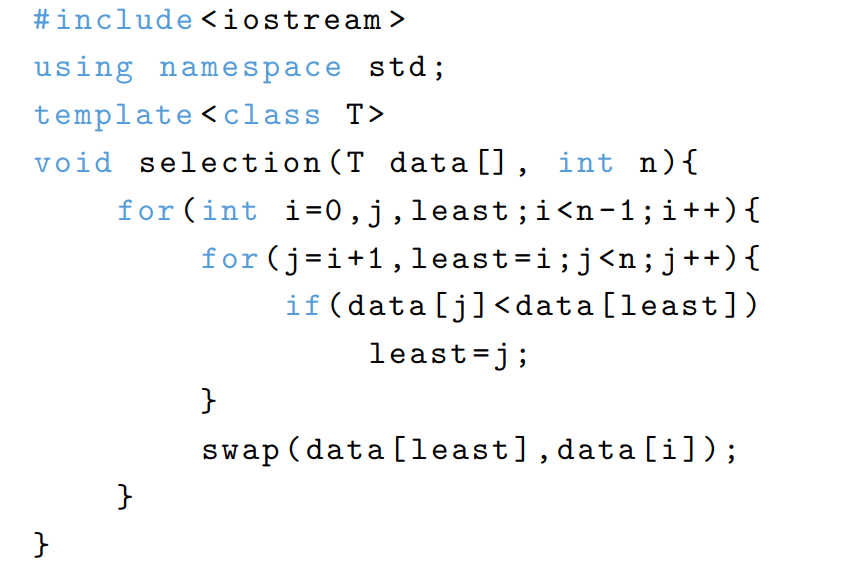 #include<iostream>
using namespace std;
template<class T>
void selection(T data[], int n){
    for(int i=0,j,least;i<n-1;i++){
        for(j=i+1,least=i;j<n;j++){
            if(data[j]<data[least])
                least=j;
        }
        swap(data[least],data[i]);
    }
}